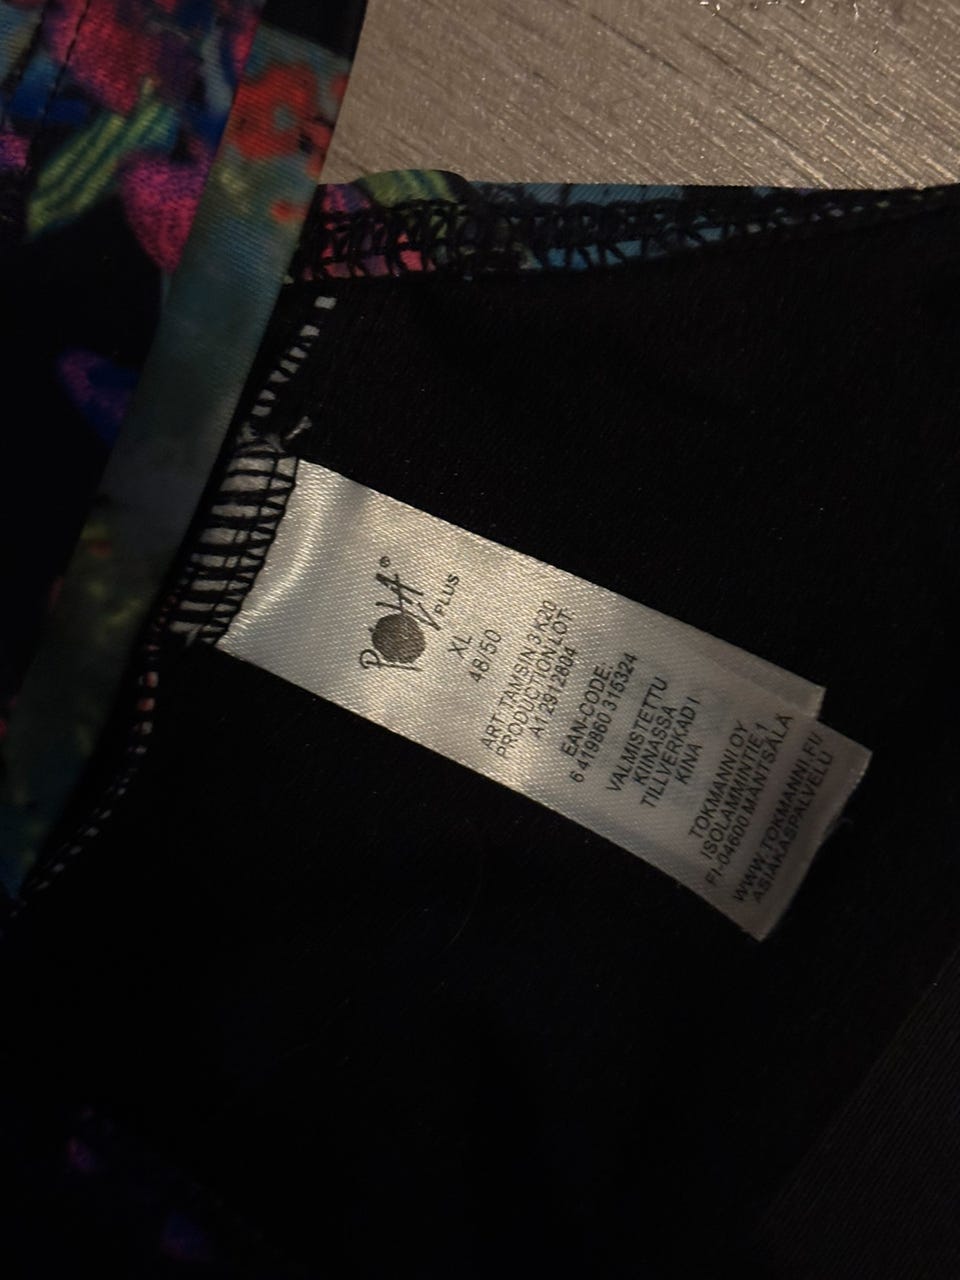 POLA®
PLUS
XL
48/50
ART TAMSIN 3 K20
PRODUCTION LOT
A12912804
EAN-CODE:
6 419860 315324
VALMISTETTU
KIINASSA
TILLVERKAD I
KINA
TOKMANNI OY
ISOLAMMINTIE 1
FI-04600 MÄNTSÄLÄ
WWW.TOKMANNI.FI/
ASIAKASPALVELU